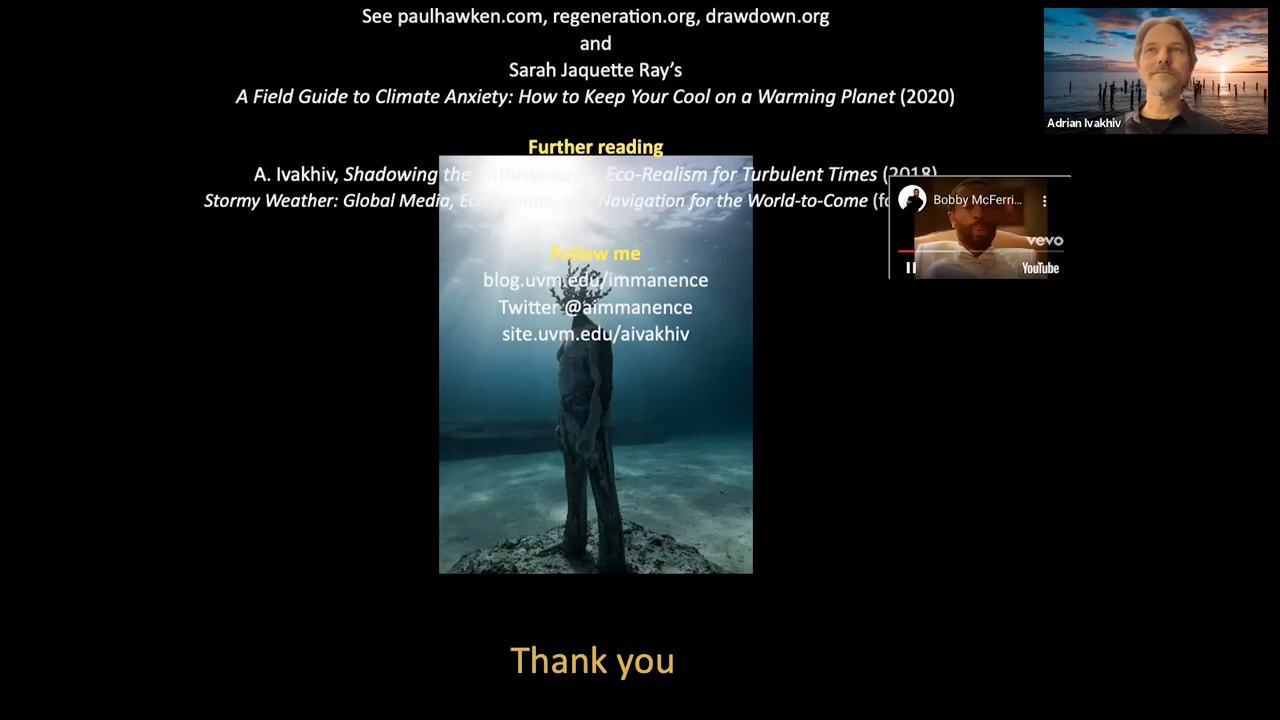 See paulhawken.com, regeneration.org, drawdown.org
and
Sarah Jaquette Ray's
A Field Guide to Climate Anxiety: How to Keep Your Cool on a Warming Planet (2020)
Adrian Ivakhiv
Further reading
A. Ivakhiv, Shadowing the Eco-Realism for Turbulent Times (2018)
Stormy Weather: Global Media, Navigation for the World-to-Come
Bobby McFerri...
vevo
YouTube
Follow me
blog.uvm.edu/immanence
Twitter @aimmanence
site.uvm.edu/aivakhiv
Thank you